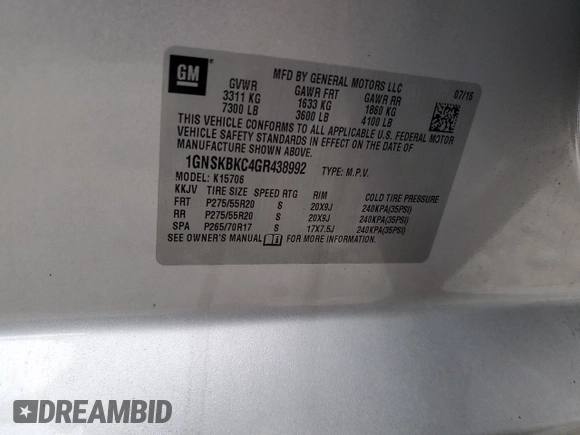 GM
MFD BY GENERAL MOTORS LLC
07/16
GVWR GAWR FRT GAWR RR
3311 KG 1633 KG 1860 KG
7300 LB 3600 LB 4100 LB
THIS VEHICLE CONFORMS TO ALL APPLICABLE U.S. FEDERAL MOTOR
VEHICLE SAFETY STANDARDS IN EFFECT ON THE DATE OF
MANUFACTURE SHOWN ABOVE.
1GNSKBKC4GR438992 TYPE: M.P.V.
MODEL: K15706
KKJV TIRE SIZE SPEED RTG RIM COLD TIRE PRESSURE
FRT P275/55R20 S 20X9J 240KPA(35PSI)
RR P275/55R20 S 20X9J 240KPA(35PSI)
SPA P265/70R17 S 17X7.5J 240KPA(35PSI)
SEE OWNER'S MANUAL FOR MORE INFORMATION.
DREAMBID